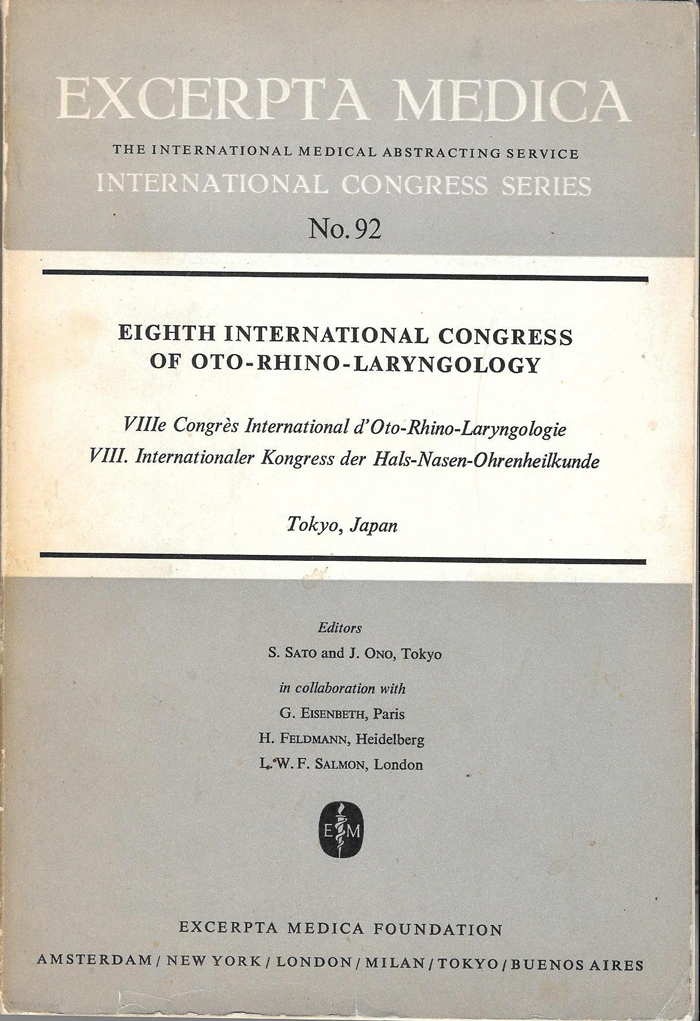 EXCERPTA MEDICA
THE INTERNATIONAL MEDICAL ABSTRACTING SERVICE
INTERNATIONAL CONGRESS SERIES
No. 92
EIGHTH INTERNATIONAL CONGRESS
OF OTO-RHINO-LARYNGOLOGY
VIIIe Congrès International d'Oto-Rhino-Laryngologie
VIII. Internationaler Kongress der Hals-Nasen-Ohrenheilkunde
Tokyo, Japan
Editors
S. SATO and J. ONO, Tokyo
in collaboration with
G. EISENBETH, Paris
H. FELDMANN, Heidelberg
L. W. F. SALMON, London
E M
EXCERPTA MEDICA FOUNDATION
AMSTERDAM / NEW YORK / LONDON / MILAN / TOKYO / BUENOS AIRES